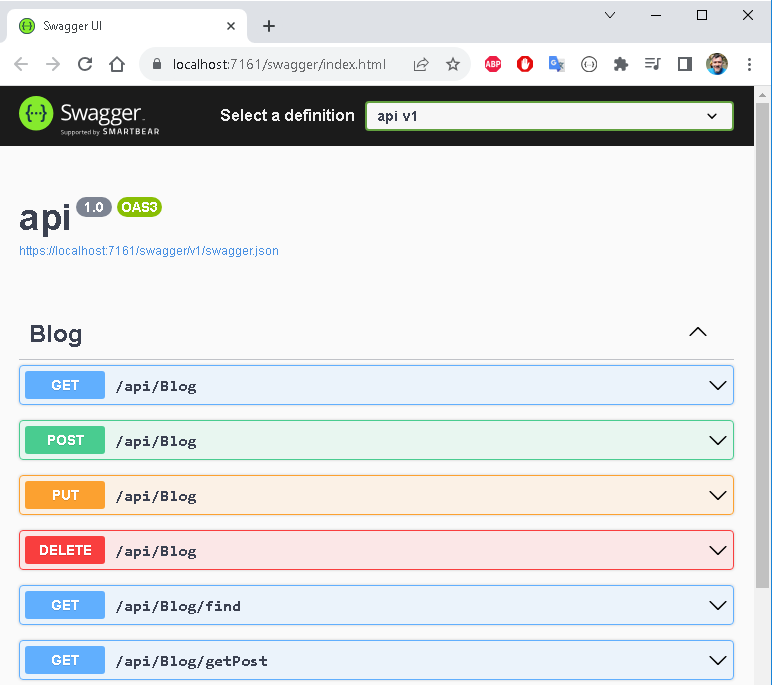 Swagger UI
localhost:7161/swagger/index.html
ABP
Swagger
Supported by SMARTBEAR
Select a definition
api v1
api 1.0 OAS3
https://localhost:7161/swagger/v1/swagger.json
Blog
GET /api/Blog
POST /api/Blog
PUT /api/Blog
DELETE /api/Blog
GET /api/Blog/find
GET /api/Blog/getPost